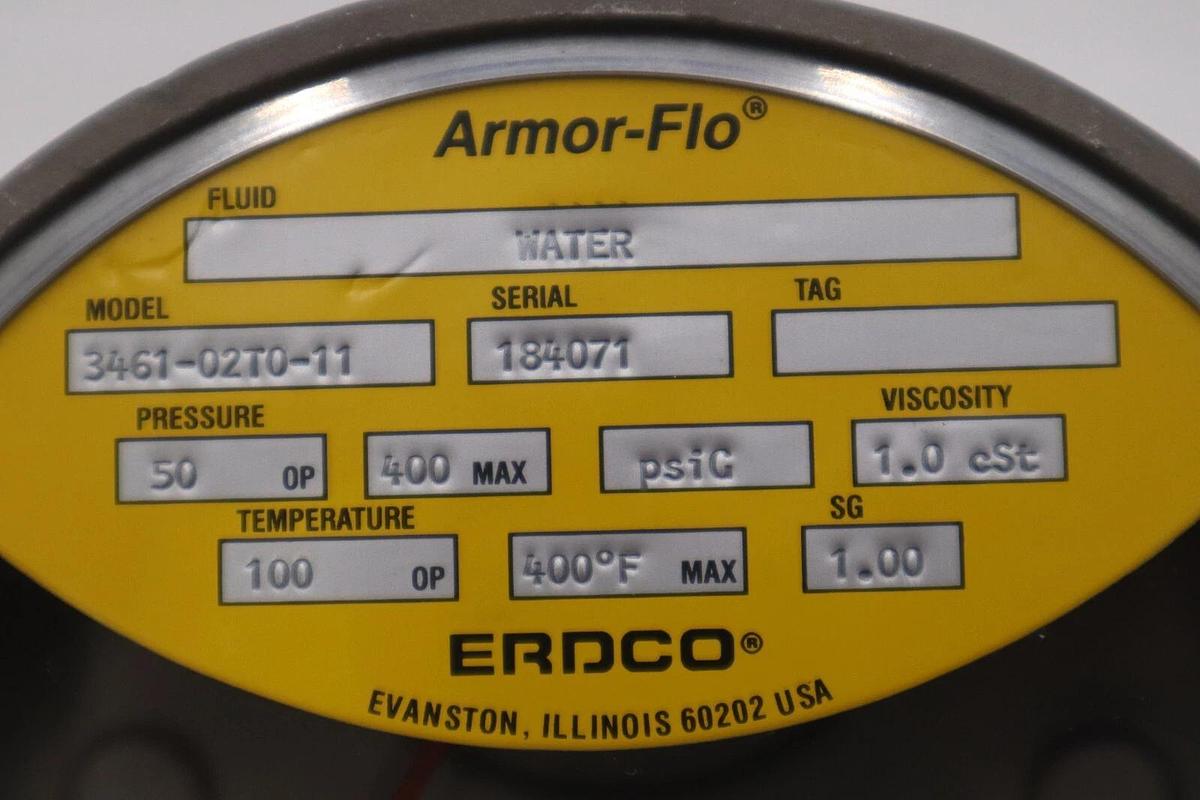 Armor-Flo®
FLUID
WATER
MODEL SERIAL TAG
3461-02T0-11 184071
PRESSURE VISCOSITY
50 OP 400 MAX psiG 1.0 cSt
TEMPERATURE SG
100 OP 400°F MAX 1.00
ERDCO®
EVANSTON, ILLINOIS 60202 USA